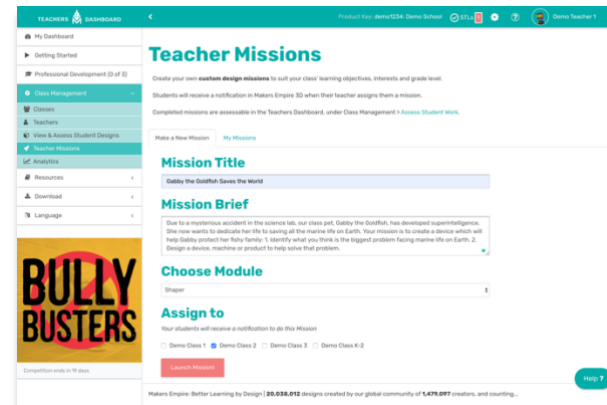 TEACHERS DASHBOARD
Product Key: demo1234: Demo School
STLs
Demo Teacher 1
My Dashboard
Getting Started
Professional Development (0 of 3)
Class Management
Classes
Teachers
View & Assess Student Designs
Teacher Missions
Analytics
Resources
Download
Language
BULLY
BUSTERS
Competition ends in 19 days
Teacher Missions
Create your own custom design missions to suit your class' learning objectives, interests and grade level.
Students will receive a notification in Makers Empire 3D when their teacher assigns them a mission.
Completed missions are assessable in the Teachers Dashboard, under Class Management > Assess Student Work.
Make a New Mission
My Missions
Mission Title
Gabby the Goldfish Saves the World
Mission Brief
Due to a mysterious accident in the science lab, our class pet, Gabby the Goldfish, has developed superintelligence.
She now wants to dedicate her life to saving all the marine life on Earth. Your mission is to create a device which will
help Gabby protect her fishy family: 1. Identify what you think is the biggest problem facing marine life on Earth. 2.
Design a device, machine or product to help solve that problem.
Choose Module
Shaper
Assign to
Your students will receive a notification to do this Mission
Demo Class 1 Demo Class 2 Demo Class 3 Demo Class K-2
Launch Mission!
Help ?
Makers Empire: Better Learning by Design | 20,038,012 designs created by our global community of 1,479,097 creators, and counting...